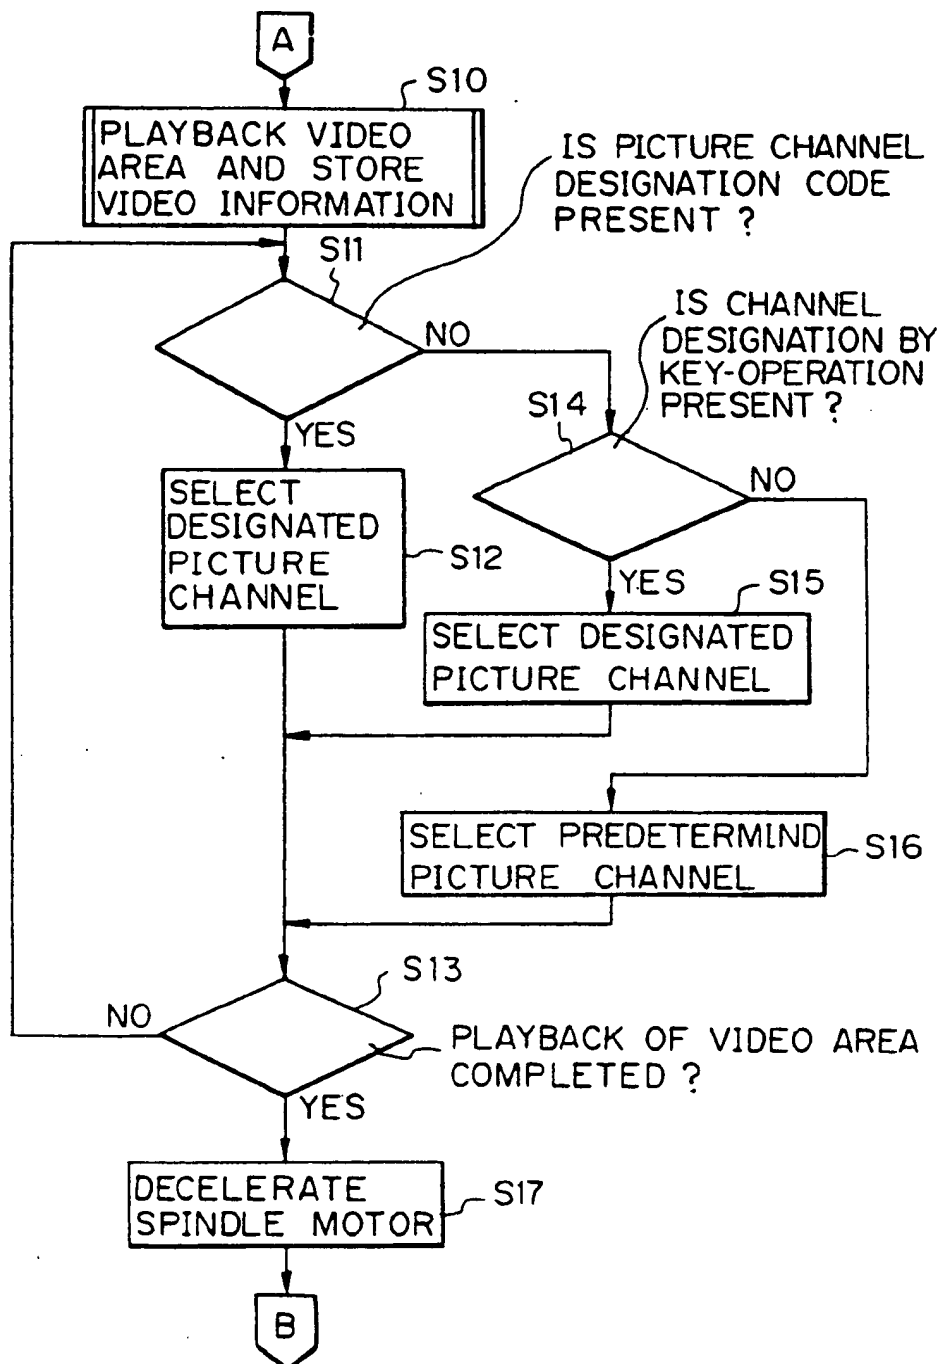 A
S10
PLAYBACK VIDEO
AREA AND STORE
VIDEO INFORMATION
IS PICTURE CHANNEL
DESIGNATION CODE
PRESENT ?
S11
NO
YES
IS CHANNEL
DESIGNATION BY
KEY-OPERATION
PRESENT ?
S14
NO
YES
SELECT
DESIGNATED
PICTURE
CHANNEL
S12
S15
SELECT DESIGNATED
PICTURE CHANNEL
SELECT PREDETERMIND
PICTURE CHANNEL
S16
S13
NO
PLAYBACK OF VIDEO AREA
COMPLETED ?
YES
DECELERATE
SPINDLE MOTOR
S17
B